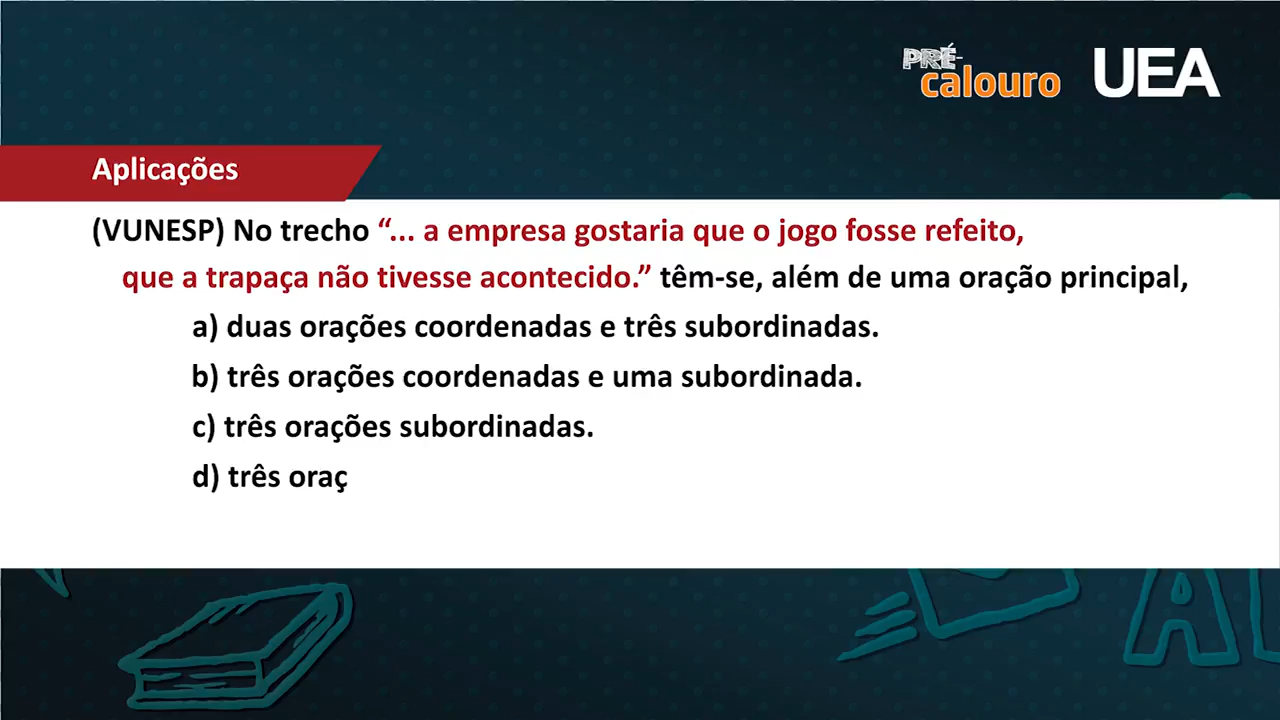 PRÉ-
calouro
UEA
Aplicações
(VUNESP) No trecho “... a empresa gostaria que o jogo fosse refeito,
que a trapaça não tivesse acontecido.” têm-se, além de uma oração principal,
a) duas orações coordenadas e três subordinadas.
b) três orações coordenadas e uma subordinada.
c) três orações subordinadas.
d) três oraç